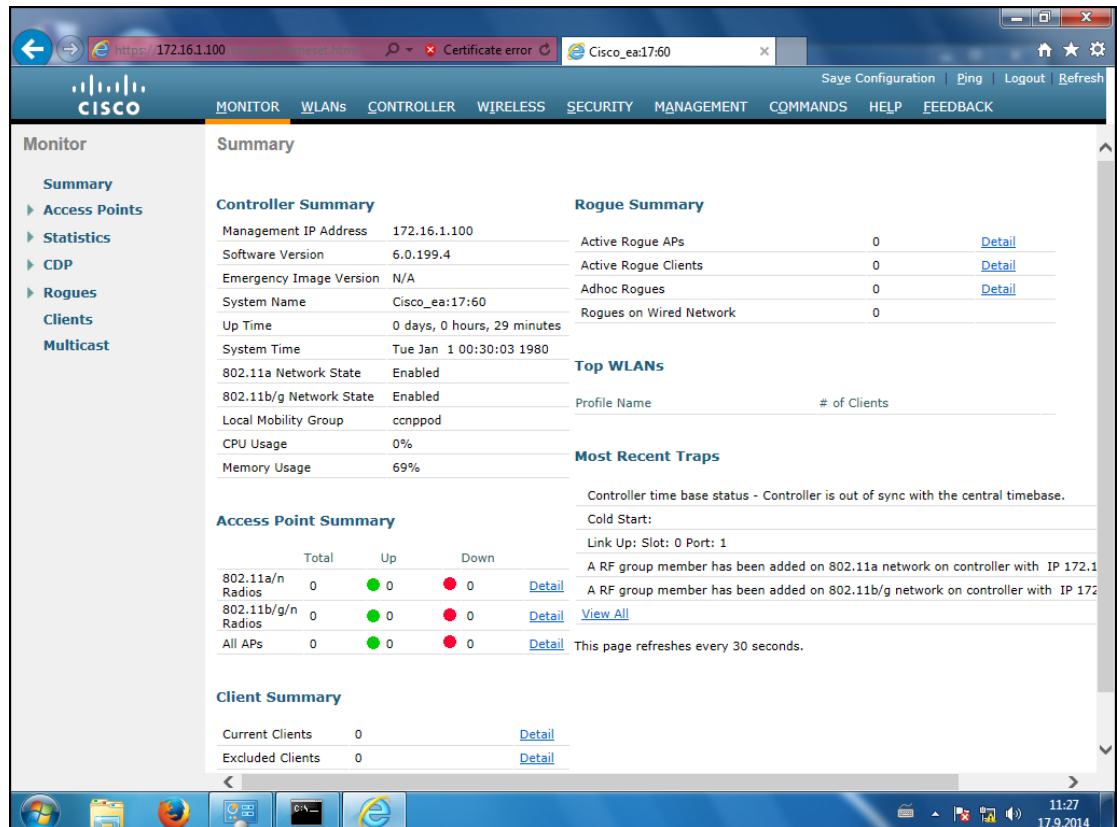 https://172.16.1.100
Certificate error
Cisco_ea:17:60
Save Configuration | Ping | Logout | Refresh
CISCO
MONITOR WLANs CONTROLLER WIRELESS SECURITY MANAGEMENT COMMANDS HELP FEEDBACK
Monitor
Summary
Access Points
Statistics
CDP
Rogues
Clients
Multicast
Summary
Controller Summary
Management IP Address 172.16.1.100
Software Version 6.0.199.4
Emergency Image Version N/A
System Name Cisco_ea:17:60
Up Time 0 days, 0 hours, 29 minutes
System Time Tue Jan 1 00:30:03 1980
802.11a Network State Enabled
802.11b/g Network State Enabled
Local Mobility Group ccnppod
CPU Usage 0%
Memory Usage 69%
Access Point Summary
Total Up Down
802.11a/n Radios 0 0 0 Detail
802.11b/g/n Radios 0 0 0 Detail
All APs 0 0 0 Detail
Client Summary
Current Clients 0 Detail
Excluded Clients 0 Detail
Rogue Summary
Active Rogue APs 0 Detail
Active Rogue Clients 0 Detail
Adhoc Rogues 0 Detail
Rogues on Wired Network 0
Top WLANs
Profile Name # of Clients
Most Recent Traps
Controller time base status - Controller is out of sync with the central timebase.
Cold Start:
Link Up: Slot: 0 Port: 1
A RF group member has been added on 802.11a network on controller with IP 172.1
A RF group member has been added on 802.11b/g network on controller with IP 172
View All
This page refreshes every 30 seconds.
11:27
17.9.2014